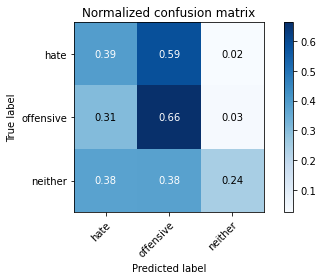 Normalized confusion matrix
True label
hate 0.39 0.59 0.02
offensive 0.31 0.66 0.03
neither 0.38 0.38 0.24
hate offensive neither
Predicted label
0.6
0.5
0.4
0.3
0.2
0.1